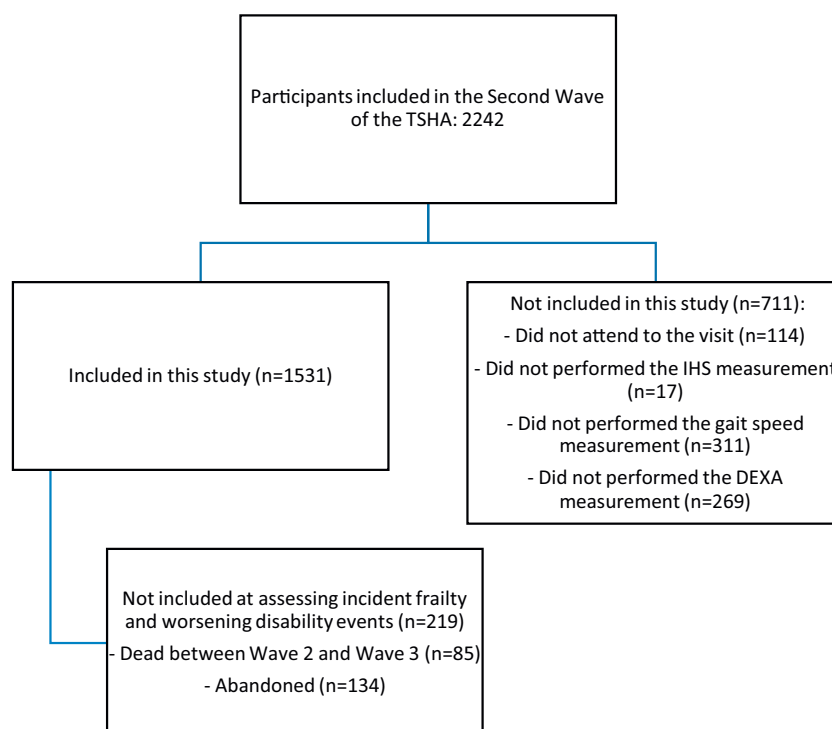 Participants included in the Second Wave
of the TSHA: 2242
Included in this study (n=1531)
Not included in this study (n=711):
- Did not attend to the visit (n=114)
- Did not performed the IHS measurement
(n=17)
- Did not performed the gait speed
measurement (n=311)
- Did not performed the DEXA
measurement (n=269)
Not included at assessing incident frailty
and worsening disability events (n=219)
- Dead between Wave 2 and Wave 3 (n=85)
- Abandoned (n=134)